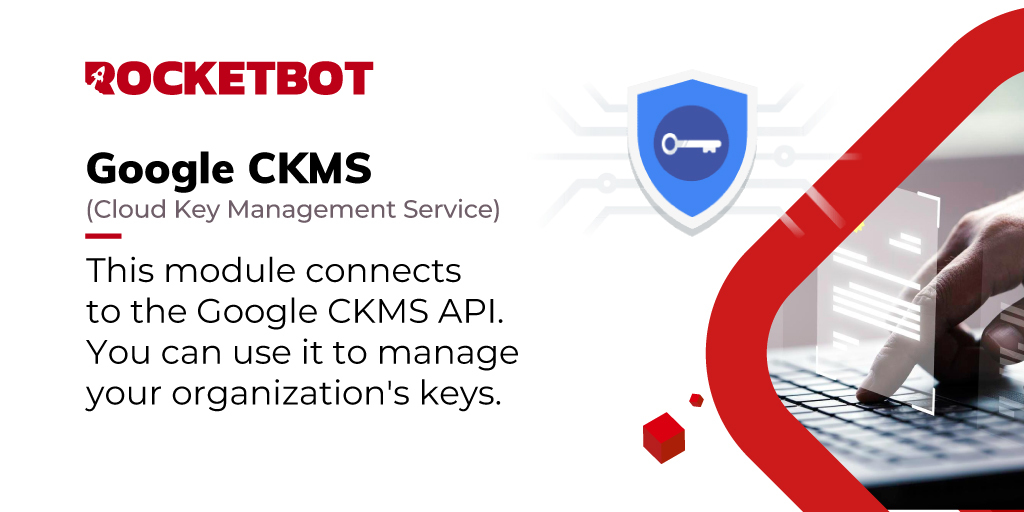 ROCKETBOT
Google CKMS
(Cloud Key Management Service)
This module connects
to the Google CKMS API.
You can use it to manage
your organization's keys.